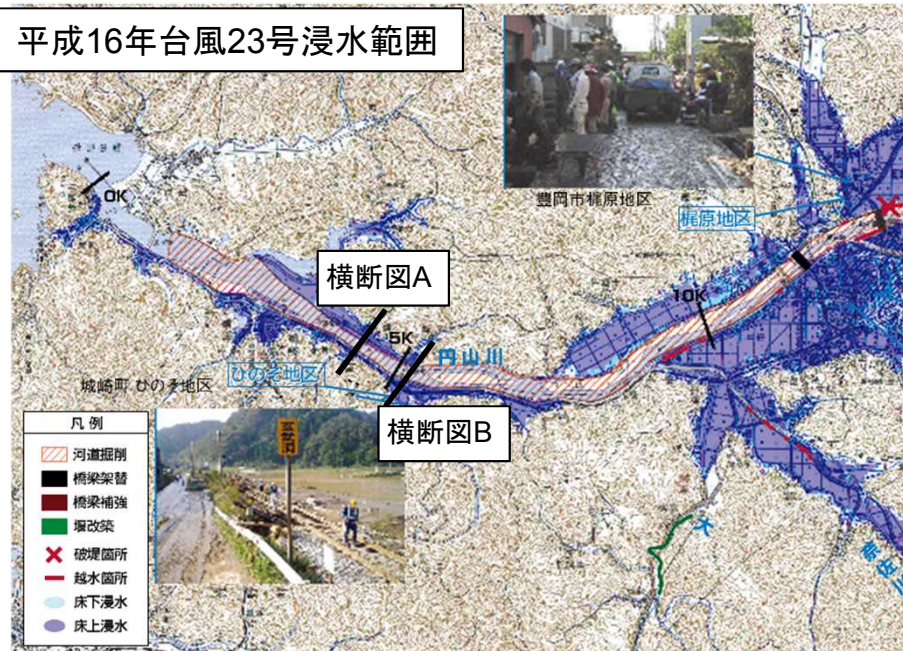 平成16年台風23号浸水範囲
豊岡市梶原地区
梶原地区
0K
横断図A
5K
10K
円山川
ひのそ地区
城崎町 ひのそ地区
横断図B
凡例
河道掘削
橋梁架替
橋梁補強
堰改築
破堤箇所
越水箇所
床下浸水
床上浸水